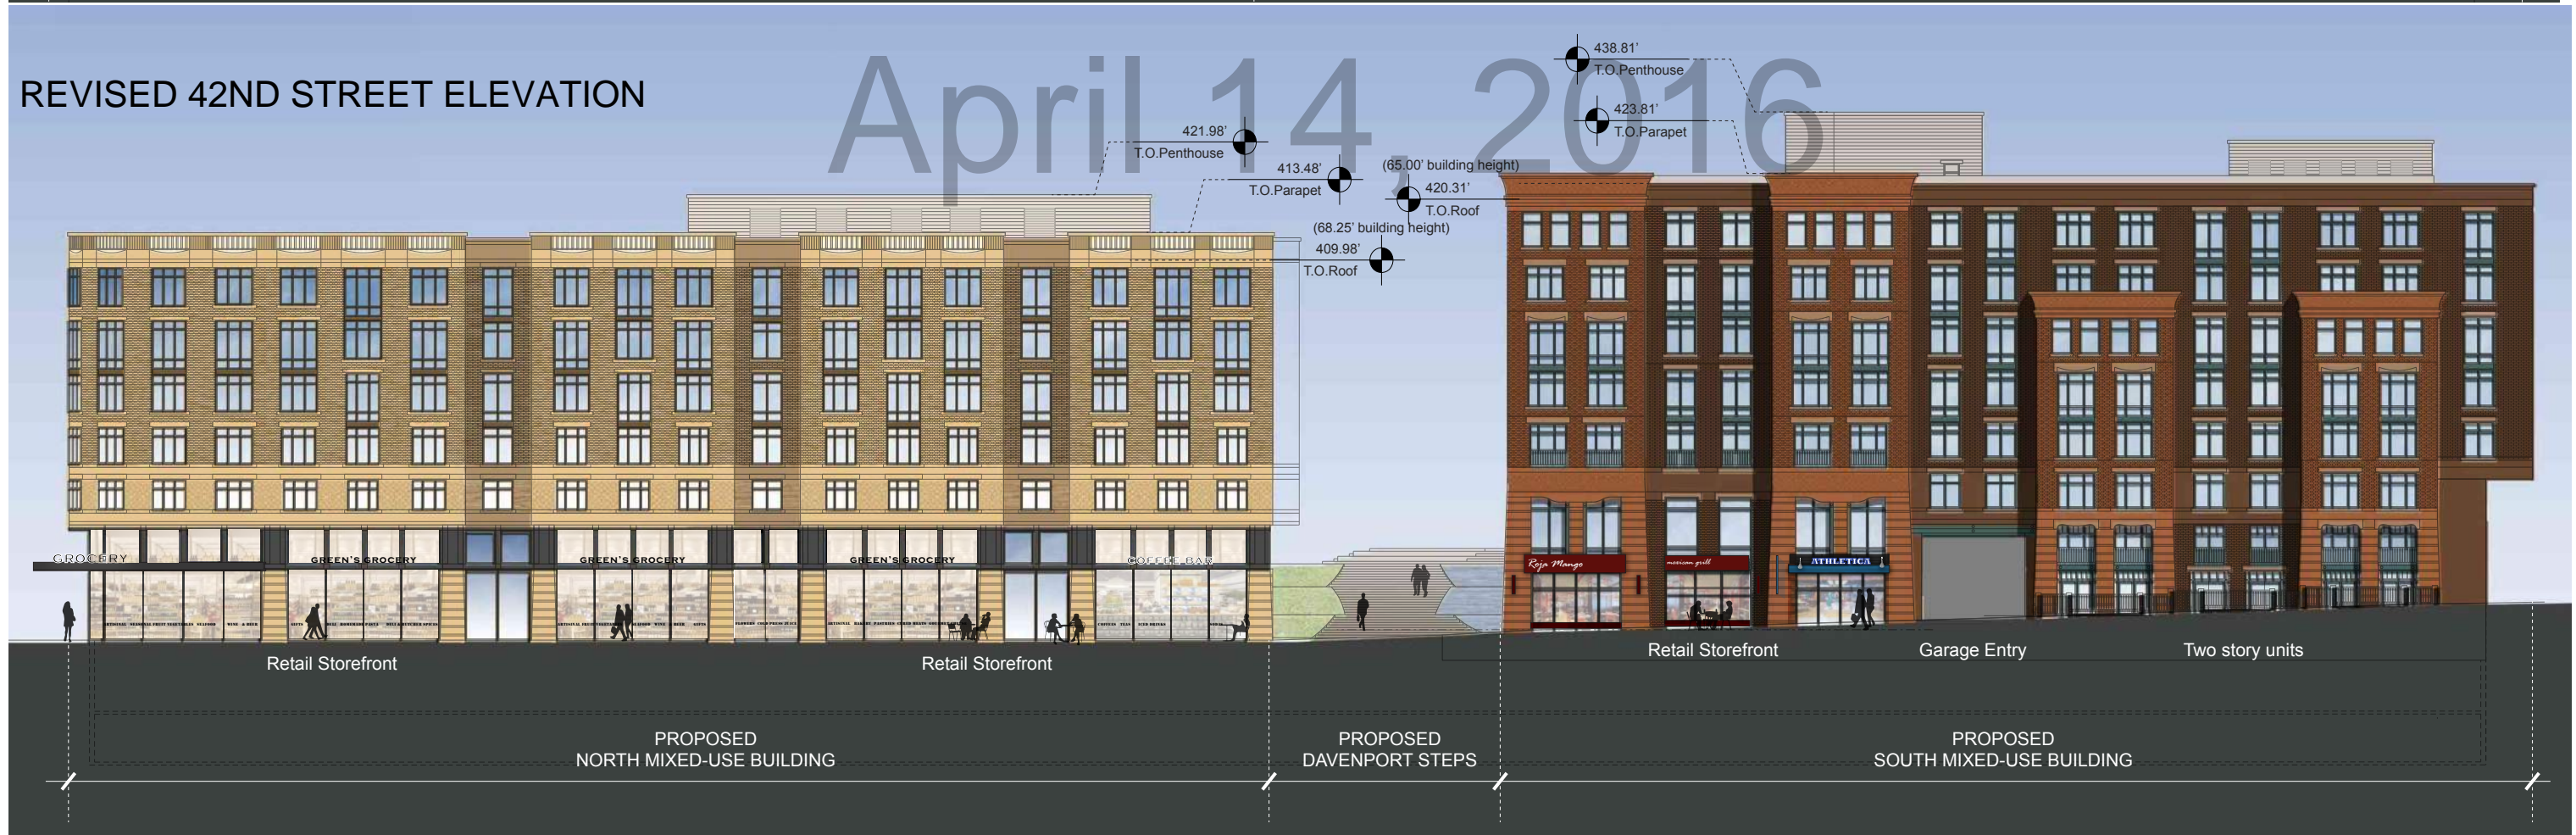 REVISED 42ND STREET ELEVATION
April 14, 2016
438.81'
T.O.Penthouse
423.81'
T.O.Parapet
421.98'
T.O.Penthouse
413.48'
T.O.Parapet
(65.00' building height)
420.31'
T.O.Roof
(68.25' building height)
409.98'
T.O.Roof
GROCERY
GREEN'S GROCERY
GREEN'S GROCERY
GREEN'S GROCERY
COFFEE BAR
Roja Mango
mexican grill
ATHLETICA
Retail Storefront
Retail Storefront
Retail Storefront
Garage Entry
Two story units
PROPOSED
NORTH MIXED-USE BUILDING
PROPOSED
DAVENPORT STEPS
PROPOSED
SOUTH MIXED-USE BUILDING